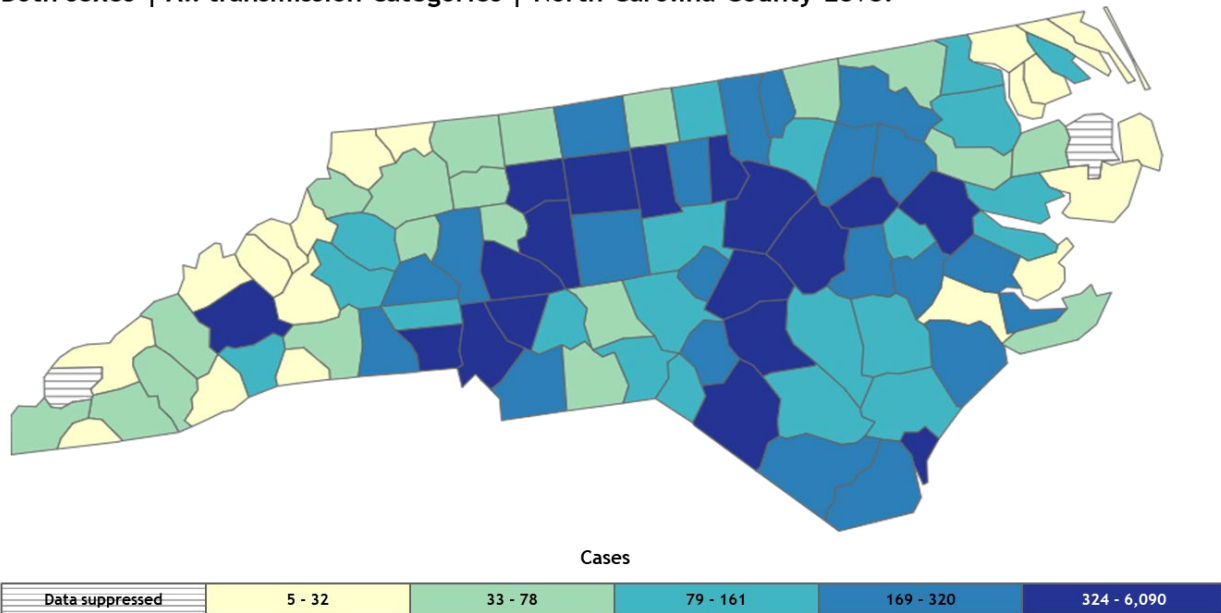 Both sexes | All transmission categories | North Carolina County Level
Cases
Data suppressed
5 - 32
33 - 78
79 - 161
169 - 320
324 - 6,090